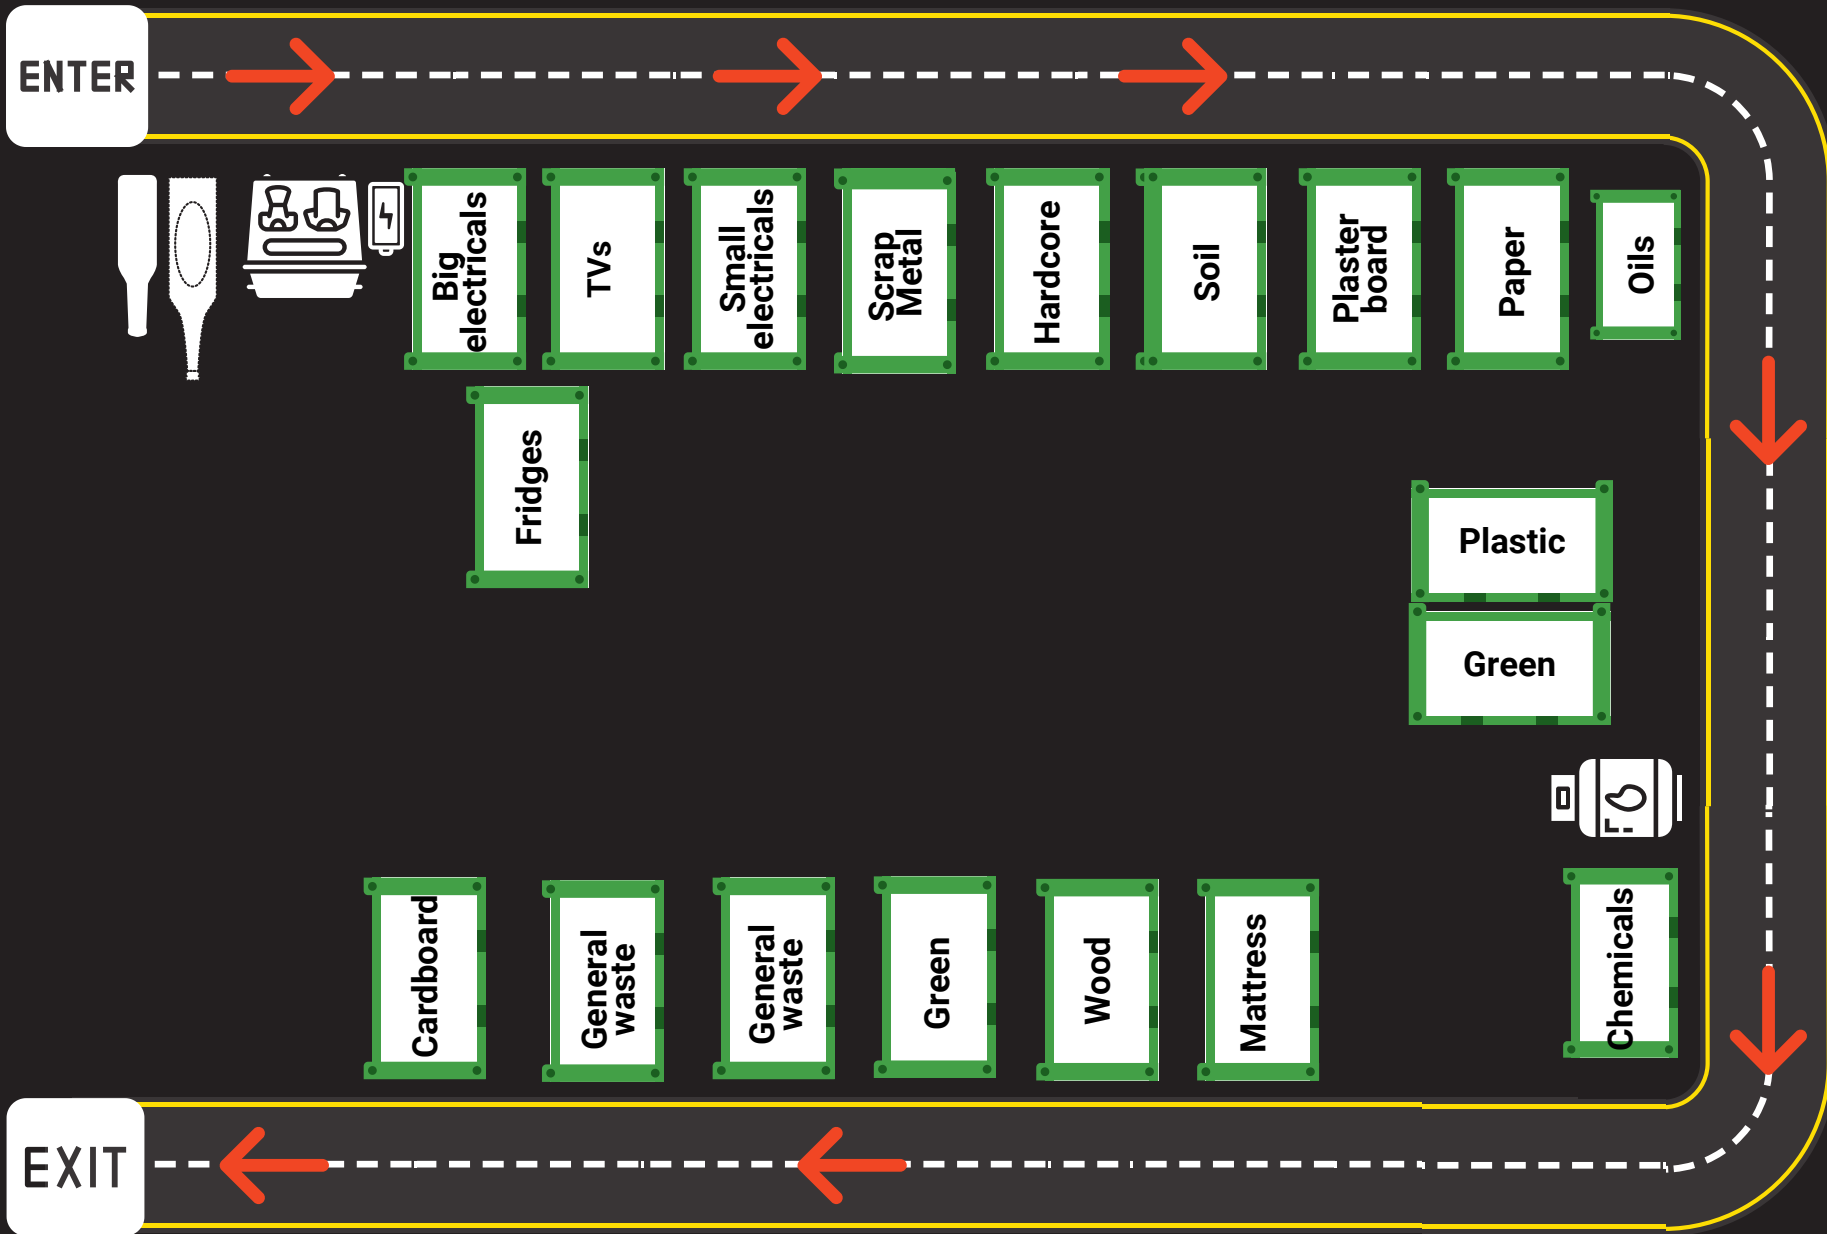 ENTER
Big
electricals
TVs
Small
electricals
Scrap
Metal
Hardcore
Soil
Plaster
board
Paper
Oils
Fridges
Plastic
Green
Cardboard
General
waste
General
waste
Green
Wood
Mattress
Chemicals
EXIT